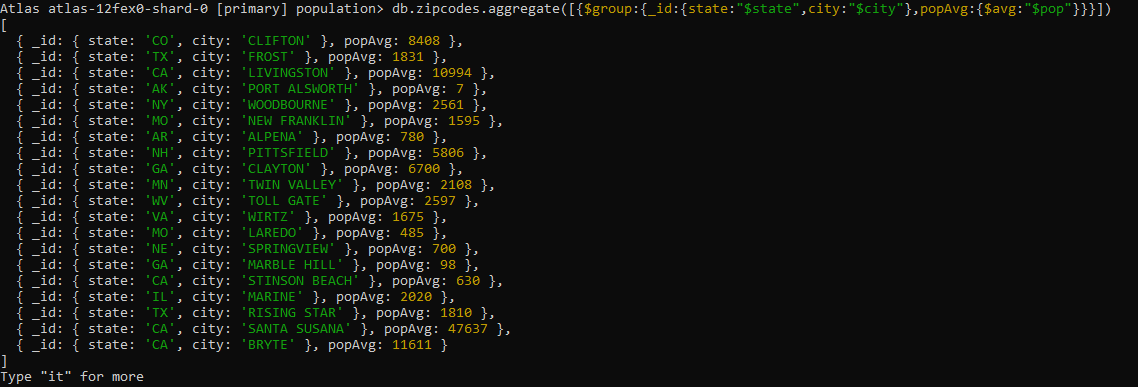 Atlas atlas-12fex0-shard-0 [primary] population> db.zipcodes.aggregate([{$group:{_id:{state:"$state",city:"$city"},popAvg:{$avg:"$pop"}}}])
[
  { _id: { state: 'CO', city: 'CLIFTON' }, popAvg: 8408 },
  { _id: { state: 'TX', city: 'FROST' }, popAvg: 1831 },
  { _id: { state: 'CA', city: 'LIVINGSTON' }, popAvg: 10994 },
  { _id: { state: 'AK', city: 'PORT ALSWORTH' }, popAvg: 7 },
  { _id: { state: 'NY', city: 'WOODBOURNE' }, popAvg: 2561 },
  { _id: { state: 'MO', city: 'NEW FRANKLIN' }, popAvg: 1595 },
  { _id: { state: 'AR', city: 'ALPENA' }, popAvg: 780 },
  { _id: { state: 'NH', city: 'PITTSFIELD' }, popAvg: 5806 },
  { _id: { state: 'GA', city: 'CLAYTON' }, popAvg: 6700 },
  { _id: { state: 'MN', city: 'TWIN VALLEY' }, popAvg: 2108 },
  { _id: { state: 'WV', city: 'TOLL GATE' }, popAvg: 2597 },
  { _id: { state: 'VA', city: 'WIRTZ' }, popAvg: 1675 },
  { _id: { state: 'MO', city: 'LAREDO' }, popAvg: 485 },
  { _id: { state: 'NE', city: 'SPRINGVIEW' }, popAvg: 700 },
  { _id: { state: 'GA', city: 'MARBLE HILL' }, popAvg: 98 },
  { _id: { state: 'CA', city: 'STINSON BEACH' }, popAvg: 630 },
  { _id: { state: 'IL', city: 'MARINE' }, popAvg: 2020 },
  { _id: { state: 'TX', city: 'RISING STAR' }, popAvg: 1810 },
  { _id: { state: 'CA', city: 'SANTA SUSANA' }, popAvg: 47637 },
  { _id: { state: 'CA', city: 'BRYTE' }, popAvg: 11611 }
]
Type "it" for more